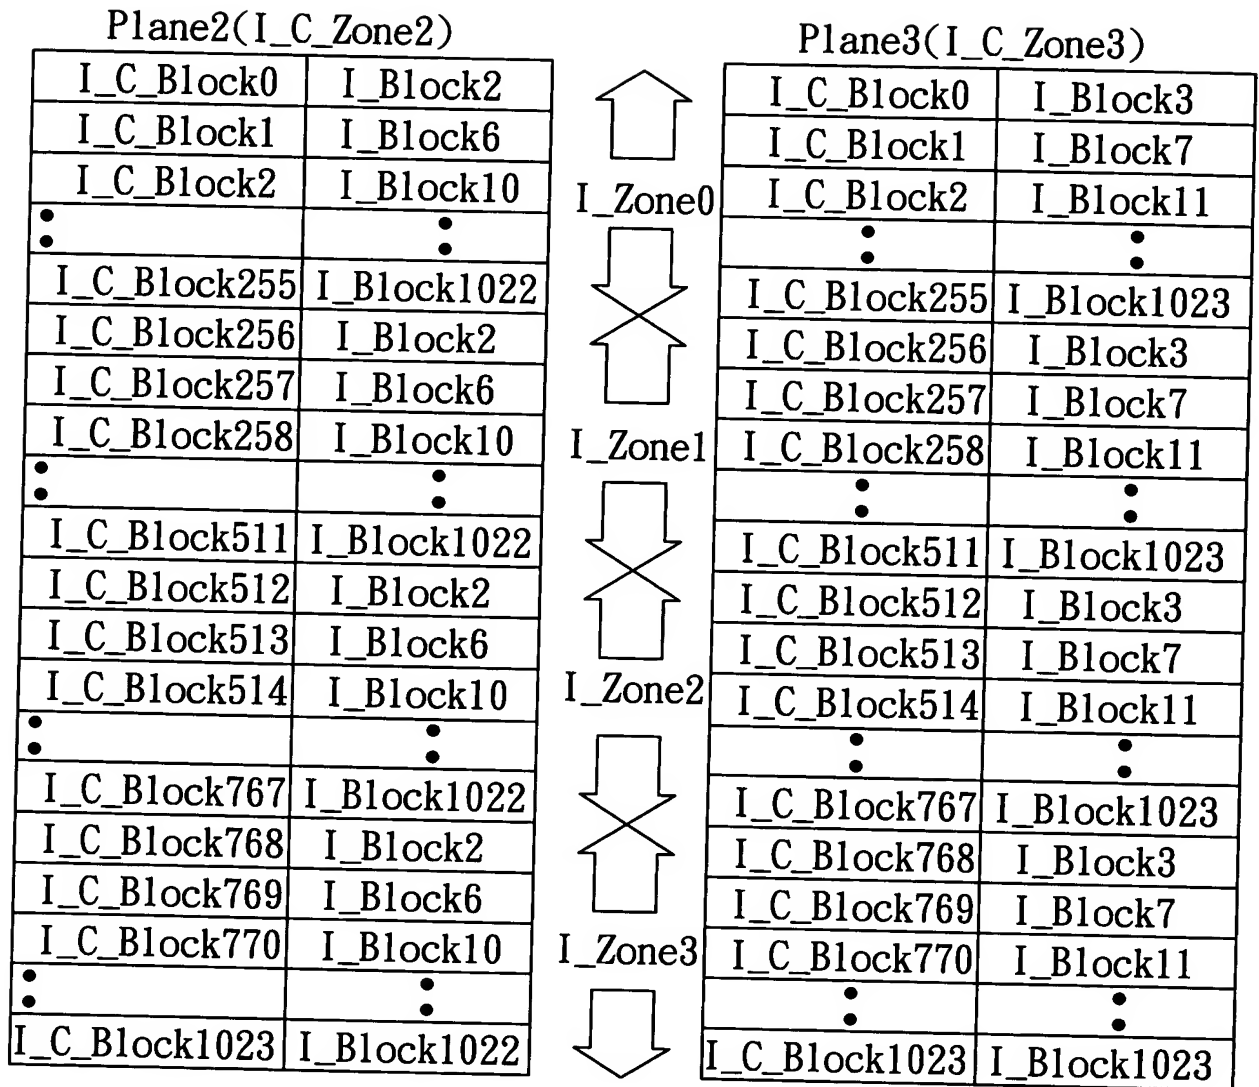 Plane2(I_C_Zone2)
I_C_Block0 I_Block2
I_C_Block1 I_Block6
I_C_Block2 I_Block10
I_C_Block255 I_Block1022
I_C_Block256 I_Block2
I_C_Block257 I_Block6
I_C_Block258 I_Block10
I_C_Block511 I_Block1022
I_C_Block512 I_Block2
I_C_Block513 I_Block6
I_C_Block514 I_Block10
I_C_Block767 I_Block1022
I_C_Block768 I_Block2
I_C_Block769 I_Block6
I_C_Block770 I_Block10
I_C_Block1023 I_Block1022
I_Zone0
I_Zone1
I_Zone2
I_Zone3
Plane3(I_C_Zone3)
I_C_Block0 I_Block3
I_C_Block1 I_Block7
I_C_Block2 I_Block11
I_C_Block255 I_Block1023
I_C_Block256 I_Block3
I_C_Block257 I_Block7
I_C_Block258 I_Block11
I_C_Block511 I_Block1023
I_C_Block512 I_Block3
I_C_Block513 I_Block7
I_C_Block514 I_Block11
I_C_Block767 I_Block1023
I_C_Block768 I_Block3
I_C_Block769 I_Block7
I_C_Block770 I_Block11
I_C_Block1023 I_Block1023